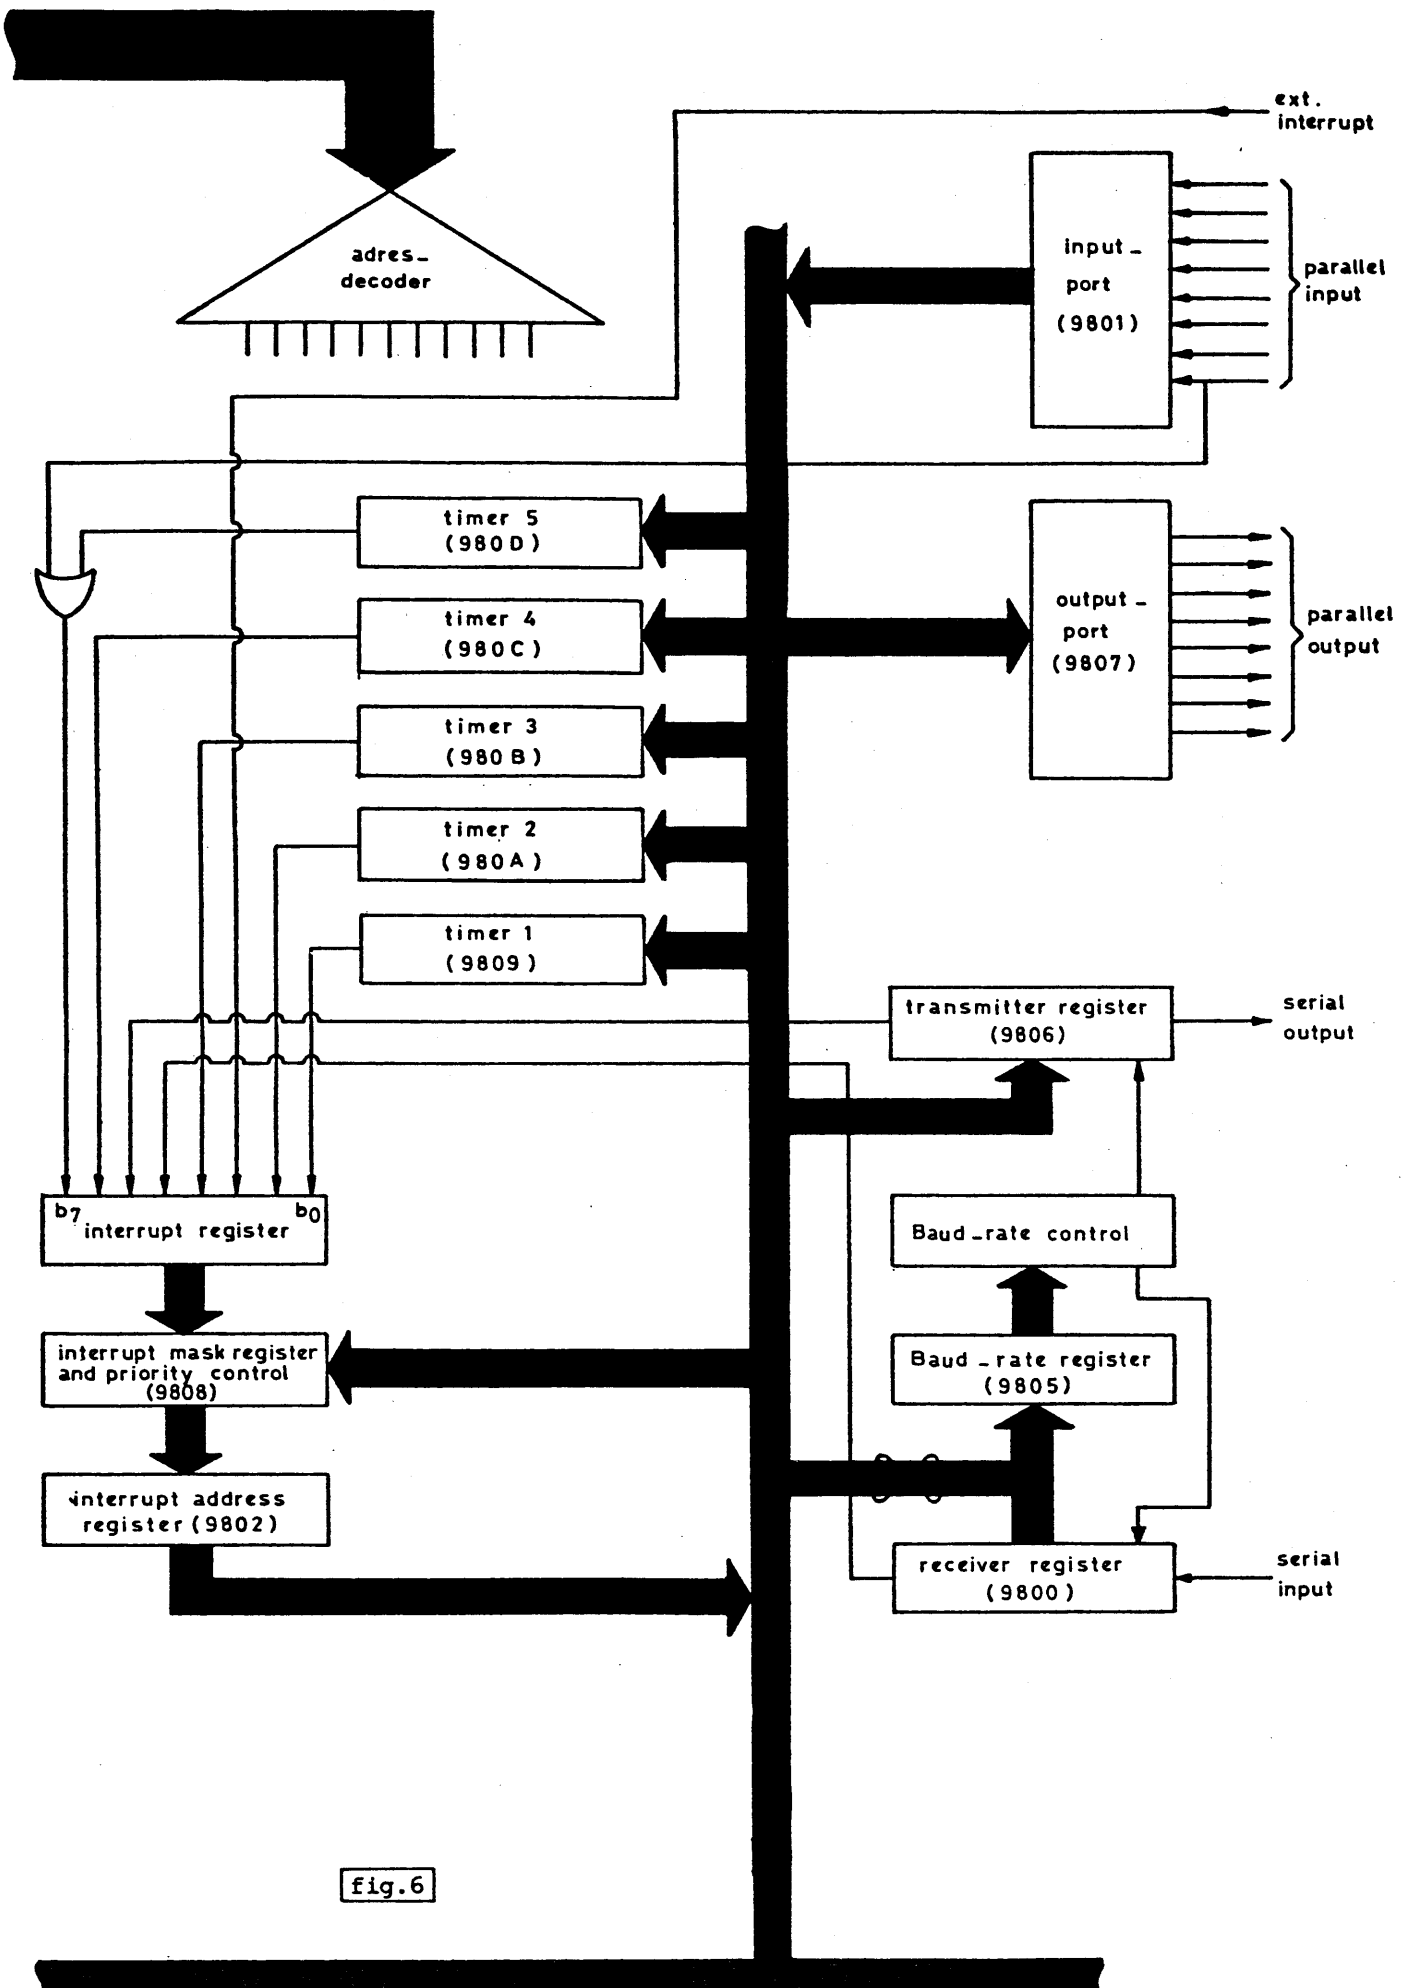 ext.
interrupt
adres_
decoder
input_
port
(9801)
parallel
input
timer 5
(980D)
timer 4
(980C)
output_
port
(9807)
parallel
output
timer 3
(980B)
timer 2
(980A)
timer 1
(9809)
transmitter register
(9806)
serial
output
b7
b0
interrupt register
Baud_rate control
interrupt mask register
and priority control
(9808)
Baud_rate register
(9805)
interrupt address
register (9802)
receiver register
(9800)
serial
input
fig.6